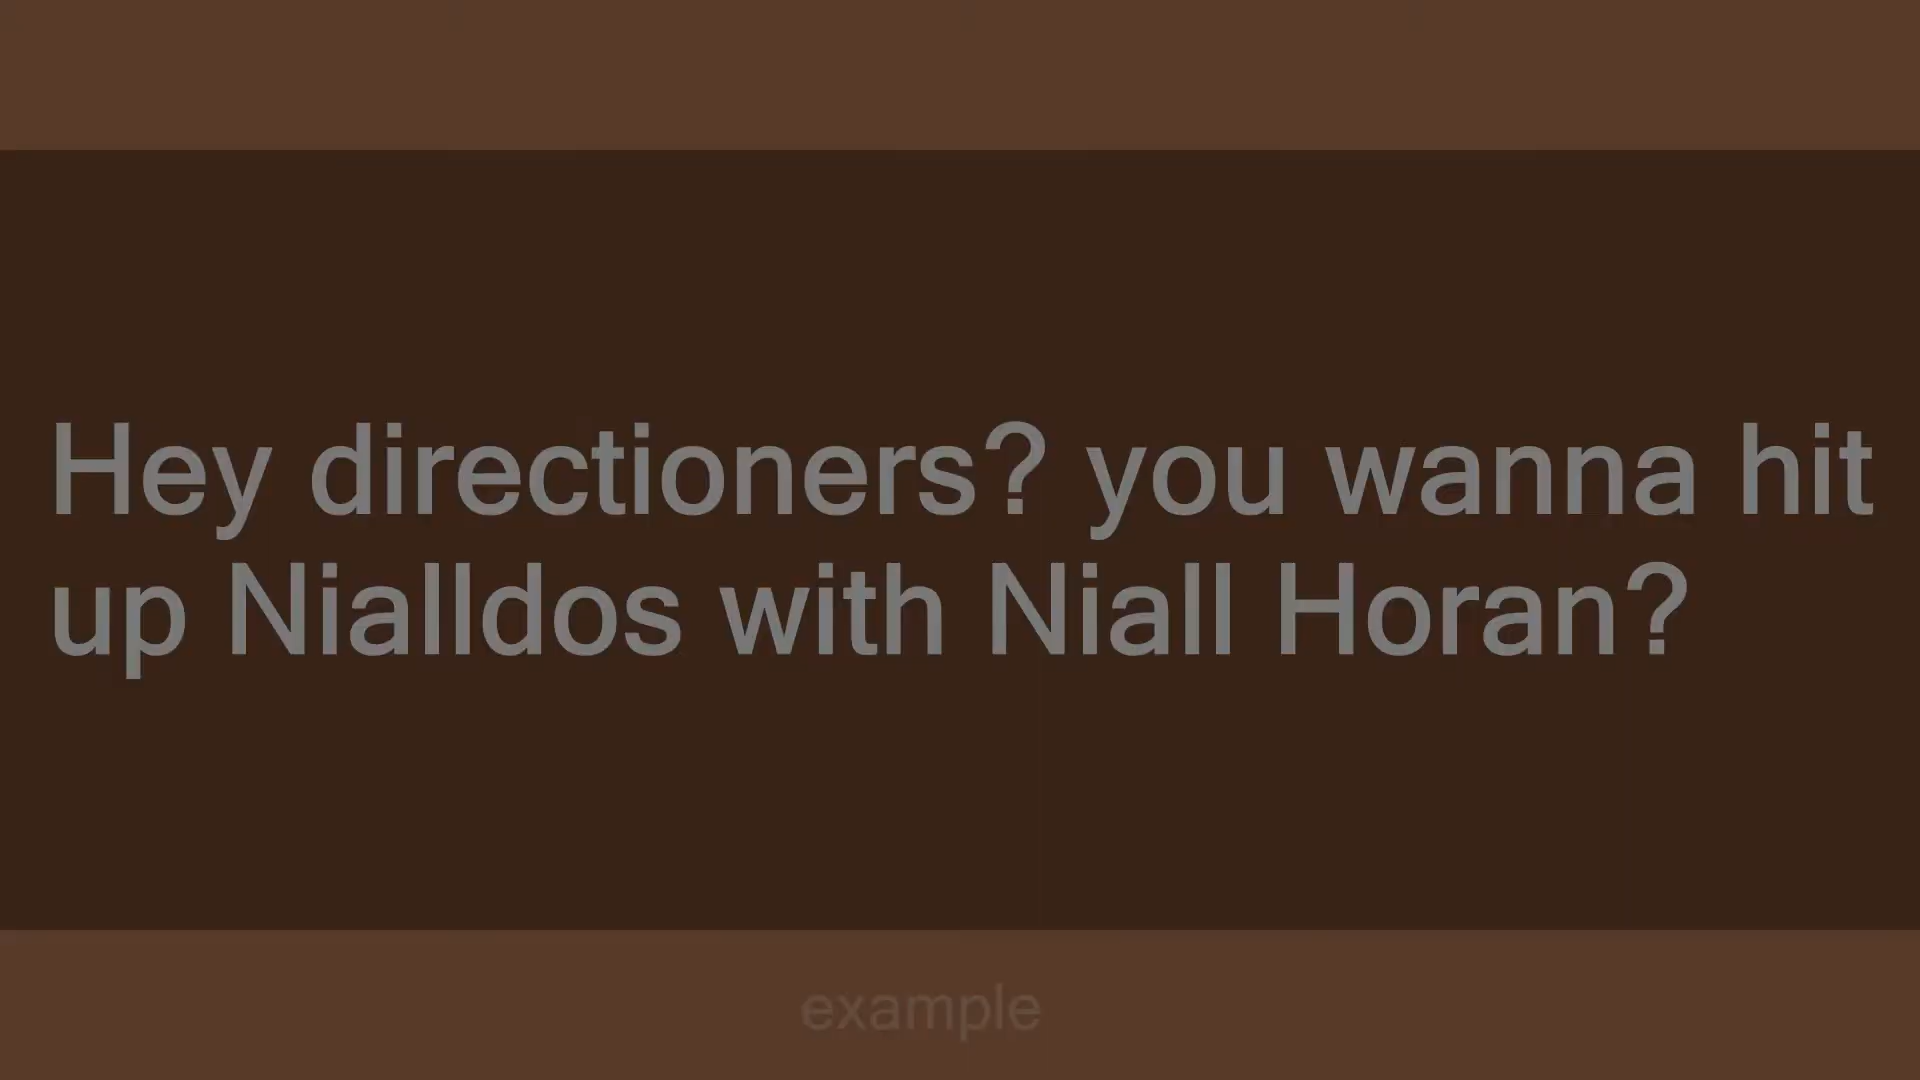 Hey directioners? you wanna hit
up Nialldos with Niall Horan?
example